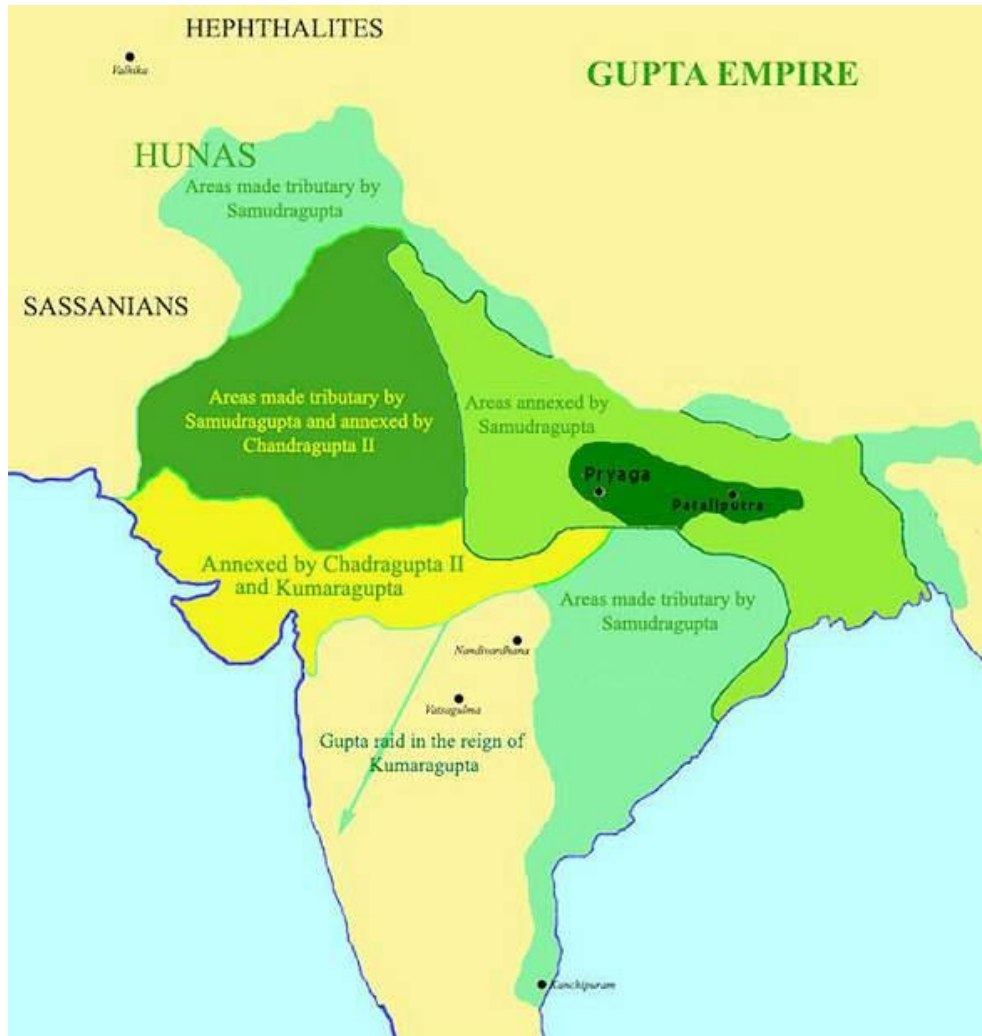 HEPHTHALITES
Valhika
GUPTA EMPIRE
HUNAS
Areas made tributary by
Samudragupta
SASSANIANS
Areas made tributary by
Samudragupta and annexed by
Chandragupta II
Areas annexed by
Samudragupta
Pryaga
Pataliputra
Annexed by Chadragupta II
and Kumaragupta
Areas made tributary by
Samudragupta
Nandivardhana
Vatsagulma
Gupta raid in the reign of
Kumaragupta
Kanchipuram